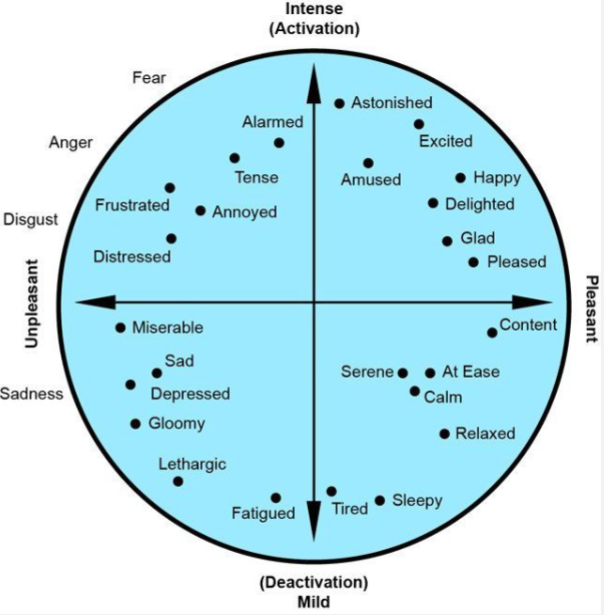 Intense
(Activation)
Fear
Astonished
Alarmed
Excited
Anger
Tense
Amused
Happy
Frustrated
Annoyed
Delighted
Disgust
Glad
Distressed
Pleased
Unpleasant
Pleasant
Miserable
Content
Sad
Serene
At Ease
Sadness
Depressed
Calm
Gloomy
Relaxed
Lethargic
Fatigued
Tired
Sleepy
(Deactivation)
Mild